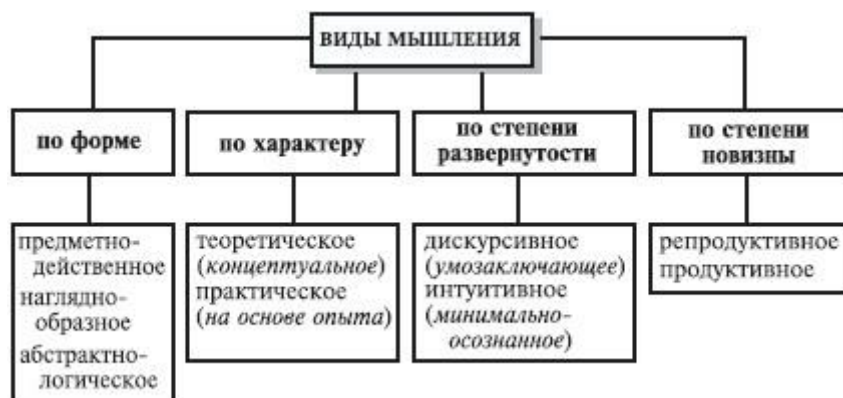 ВИДЫ МЫШЛЕНИЯ
по форме
по характеру
по степени
развернутости
по степени
новизны
предметно-
действенное
наглядно-
образное
абстрактно-
логическое
теоретическое
(концептуальное)
практическое
(на основе опыта)
дискурсивное
(умозаключающее)
интуитивное
(минимально-
осознанное)
репродуктивное
продуктивное